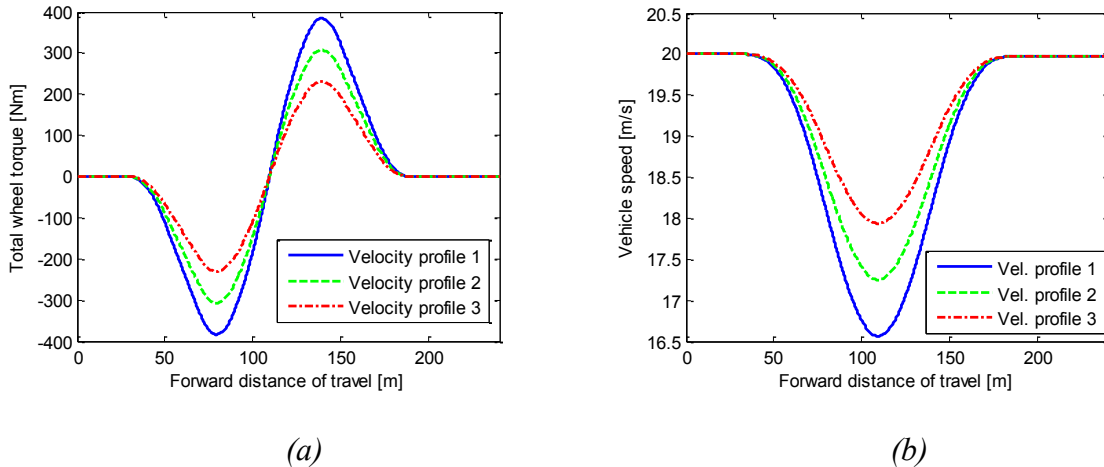 Total wheel torque [Nm]
400
300
200
100
0
-100
-200
-300
-400
Velocity profile 1
Velocity profile 2
Velocity profile 3
0 50 100 150 200
Forward distance of travel [m]
(a)
Vehicle speed [m/s]
20.5
20
19.5
19
18.5
18
17.5
17
16.5
Vel. profile 1
Vel. profile 2
Vel. profile 3
0 50 100 150 200
Forward distance of travel [m]
(b)